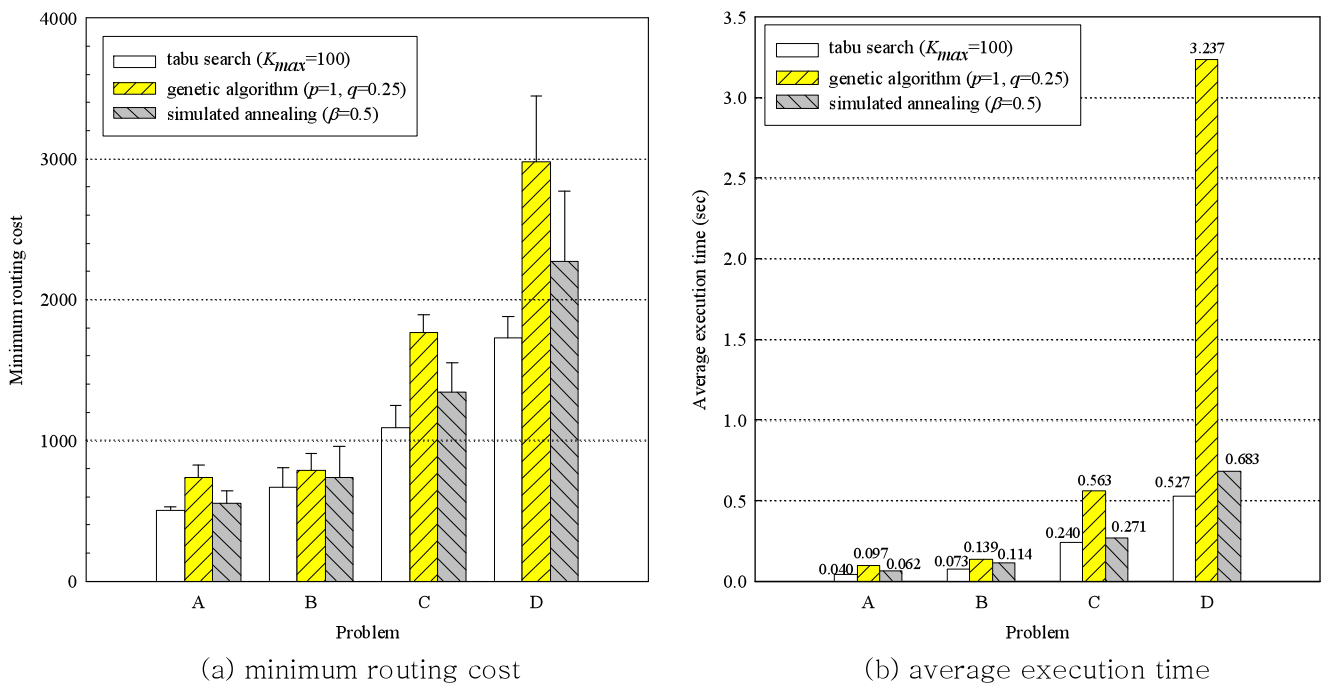 4000
3000
2000
1000
0
Minimum routing cost
tabu search (Kmax=100)
genetic algorithm (p=1, q=0.25)
simulated annealing (β=0.5)
A B C D
Problem
(a) minimum routing cost
3.5
3.0
2.5
2.0
1.5
1.0
0.5
0.0
Average execution time (sec)
tabu search (Kmax=100)
genetic algorithm (p=1, q=0.25)
simulated annealing (β=0.5)
0.040 0.097 0.062
0.073 0.139 0.114
0.240 0.563 0.271
0.527 3.237 0.683
A B C D
Problem
(b) average execution time